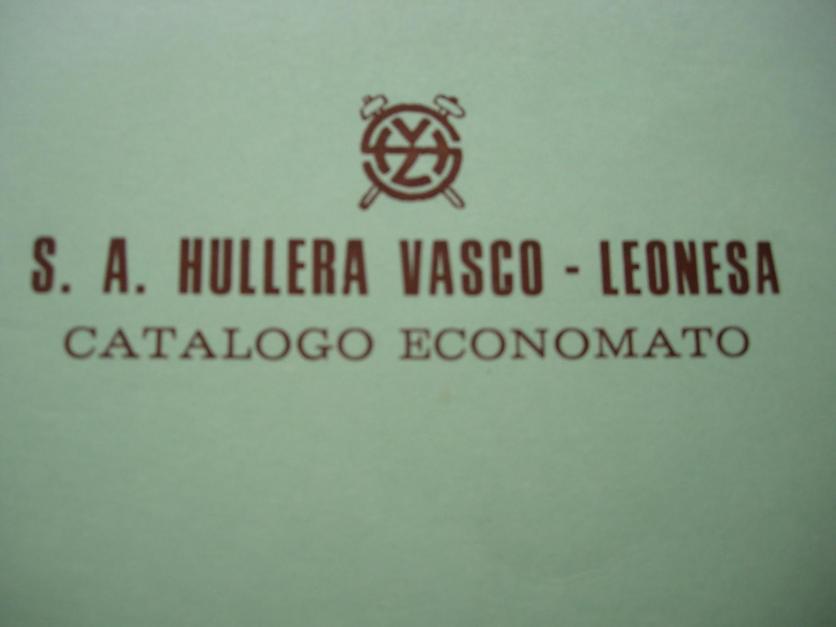 S. A. HULLERA VASCO - LEONESA
CATALOGO ECONOMATO